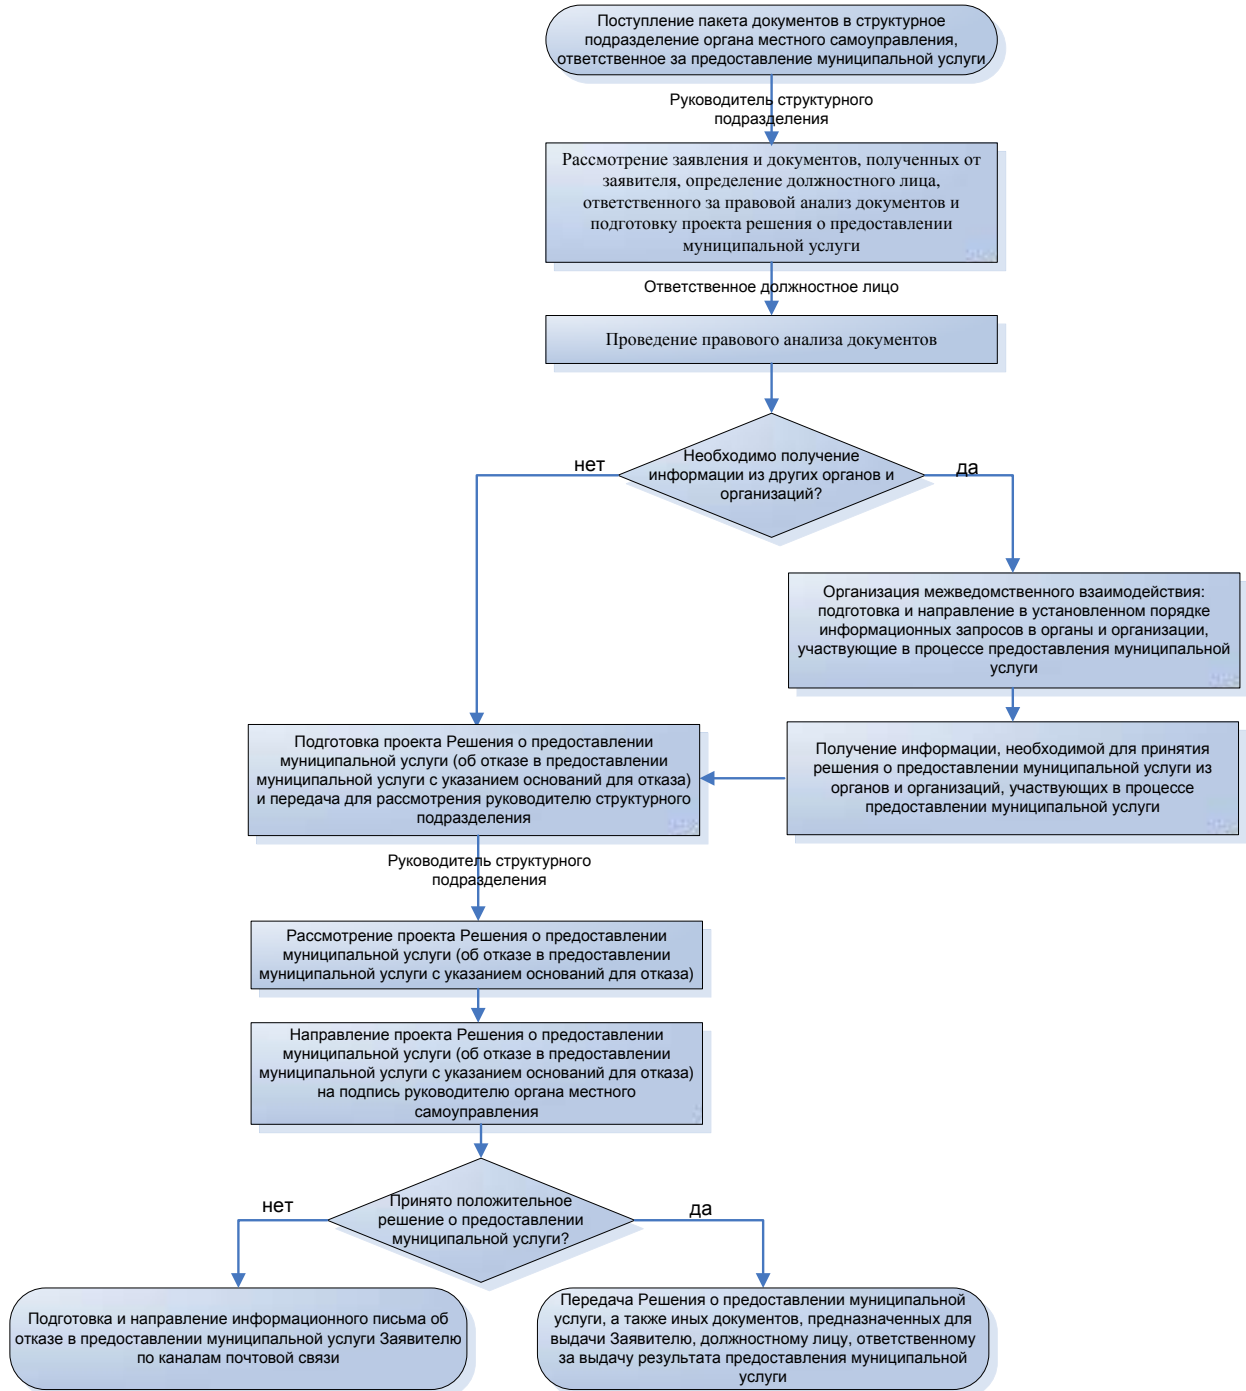 Поступление пакета документов в структурное
подразделение органа местного самоуправления,
ответственное за предоставление муниципальной услуги
Руководитель структурного
подразделения
Рассмотрение заявления и документов, полученных от
заявителя, определение должностного лица,
ответственного за правовой анализ документов и
подготовку проекта решения о предоставлении
муниципальной услуги
Ответственное должностное лицо
Проведение правового анализа документов
Необходимо получение
информации из других органов и
организаций?
нет
да
Организация межведомственного взаимодействия:
подготовка и направление в установленном порядке
информационных запросов в органы и организации,
участвующие в процессе предоставления муниципальной
услуги
Получение информации, необходимой для принятия
решения о предоставлении муниципальной услуги из
органов и организаций, участвующих в процессе
предоставлении муниципальной услуги
Подготовка проекта Решения о предоставлении
муниципальной услуги (об отказе в предоставлении
муниципальной услуги с указанием оснований для отказа)
и передача для рассмотрения руководителю структурного
подразделения
Руководитель структурного
подразделения
Рассмотрение проекта Решения о предоставлении
муниципальной услуги (об отказе в предоставлении
муниципальной услуги с указанием оснований для отказа)
Направление проекта Решения о предоставлении
муниципальной услуги (об отказе в предоставлении
муниципальной услуги с указанием оснований для отказа)
на подпись руководителю органа местного
самоуправления
Принято положительное
решение о предоставлении
муниципальной услуги?
нет
да
Подготовка и направление информационного письма об
отказе в предоставлении муниципальной услуги Заявителю
по каналам почтовой связи
Передача Решения о предоставлении муниципальной
услуги, а также иных документов, предназначенных для
выдачи Заявителю, должностному лицу, ответственному
за выдачу результата предоставления муниципальной
услуги